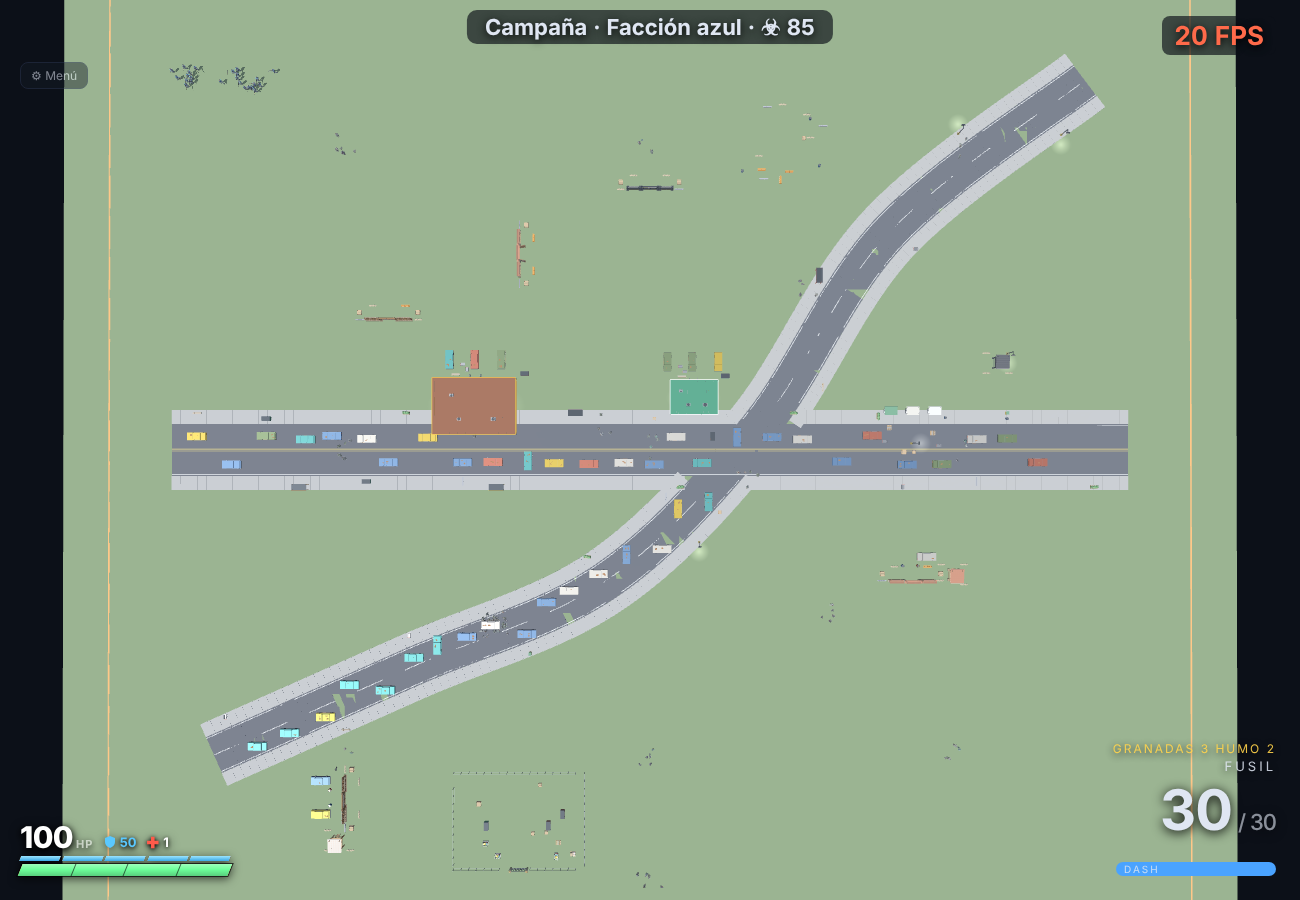 Campaña · Facción azul · ☣ 85
20 FPS
⚙ Menú
GRANADAS 3 HUMO 2
FUSIL
30 / 30
100 HP 50 1
DASH